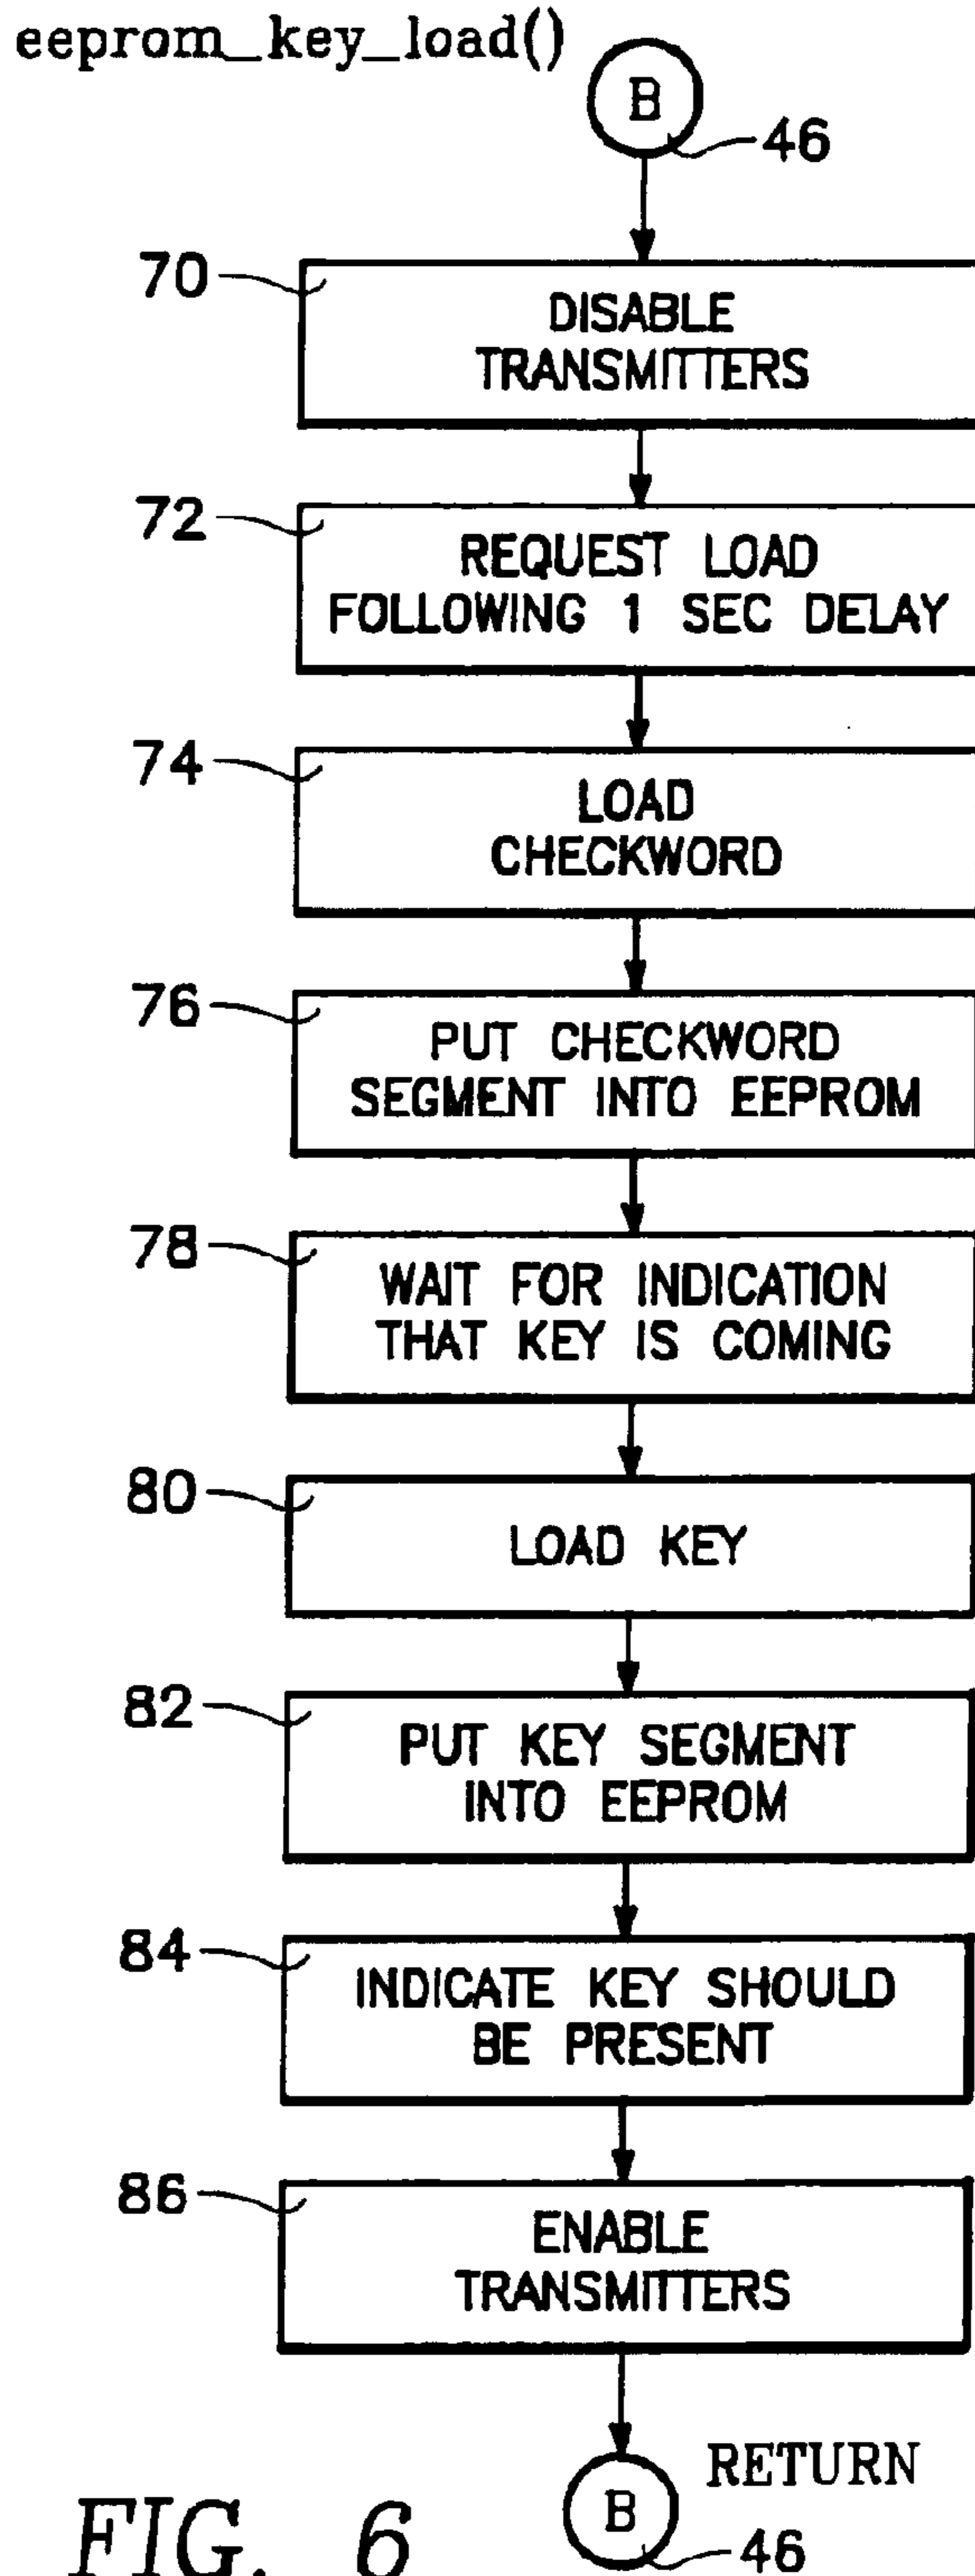 eeprom_key_load()
B
46
70
DISABLE
TRANSMITTERS
72
REQUEST LOAD
FOLLOWING 1 SEC DELAY
74
LOAD
CHECKWORD
76
PUT CHECKWORD
SEGMENT INTO EEPROM
78
WAIT FOR INDICATION
THAT KEY IS COMING
80
LOAD KEY
82
PUT KEY SEGMENT
INTO EEPROM
84
INDICATE KEY SHOULD
BE PRESENT
86
ENABLE
TRANSMITTERS
RETURN
B
46
FIG. 6